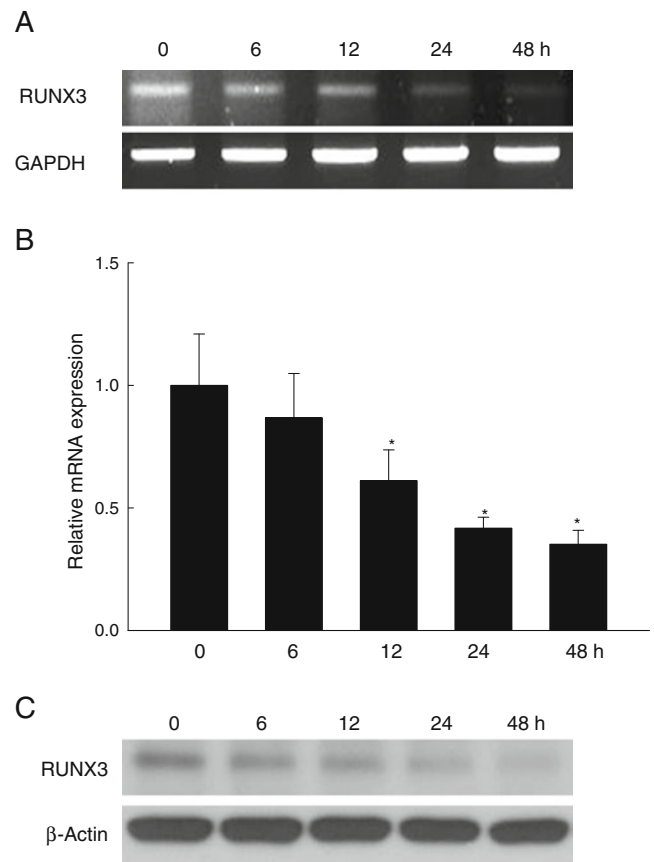 A
0 6 12 24 48 h
RUNX3
GAPDH
B
1.5
1.0
0.5
0.0
Relative mRNA expression
* * *
0 6 12 24 48 h
C
0 6 12 24 48 h
RUNX3
β-Actin